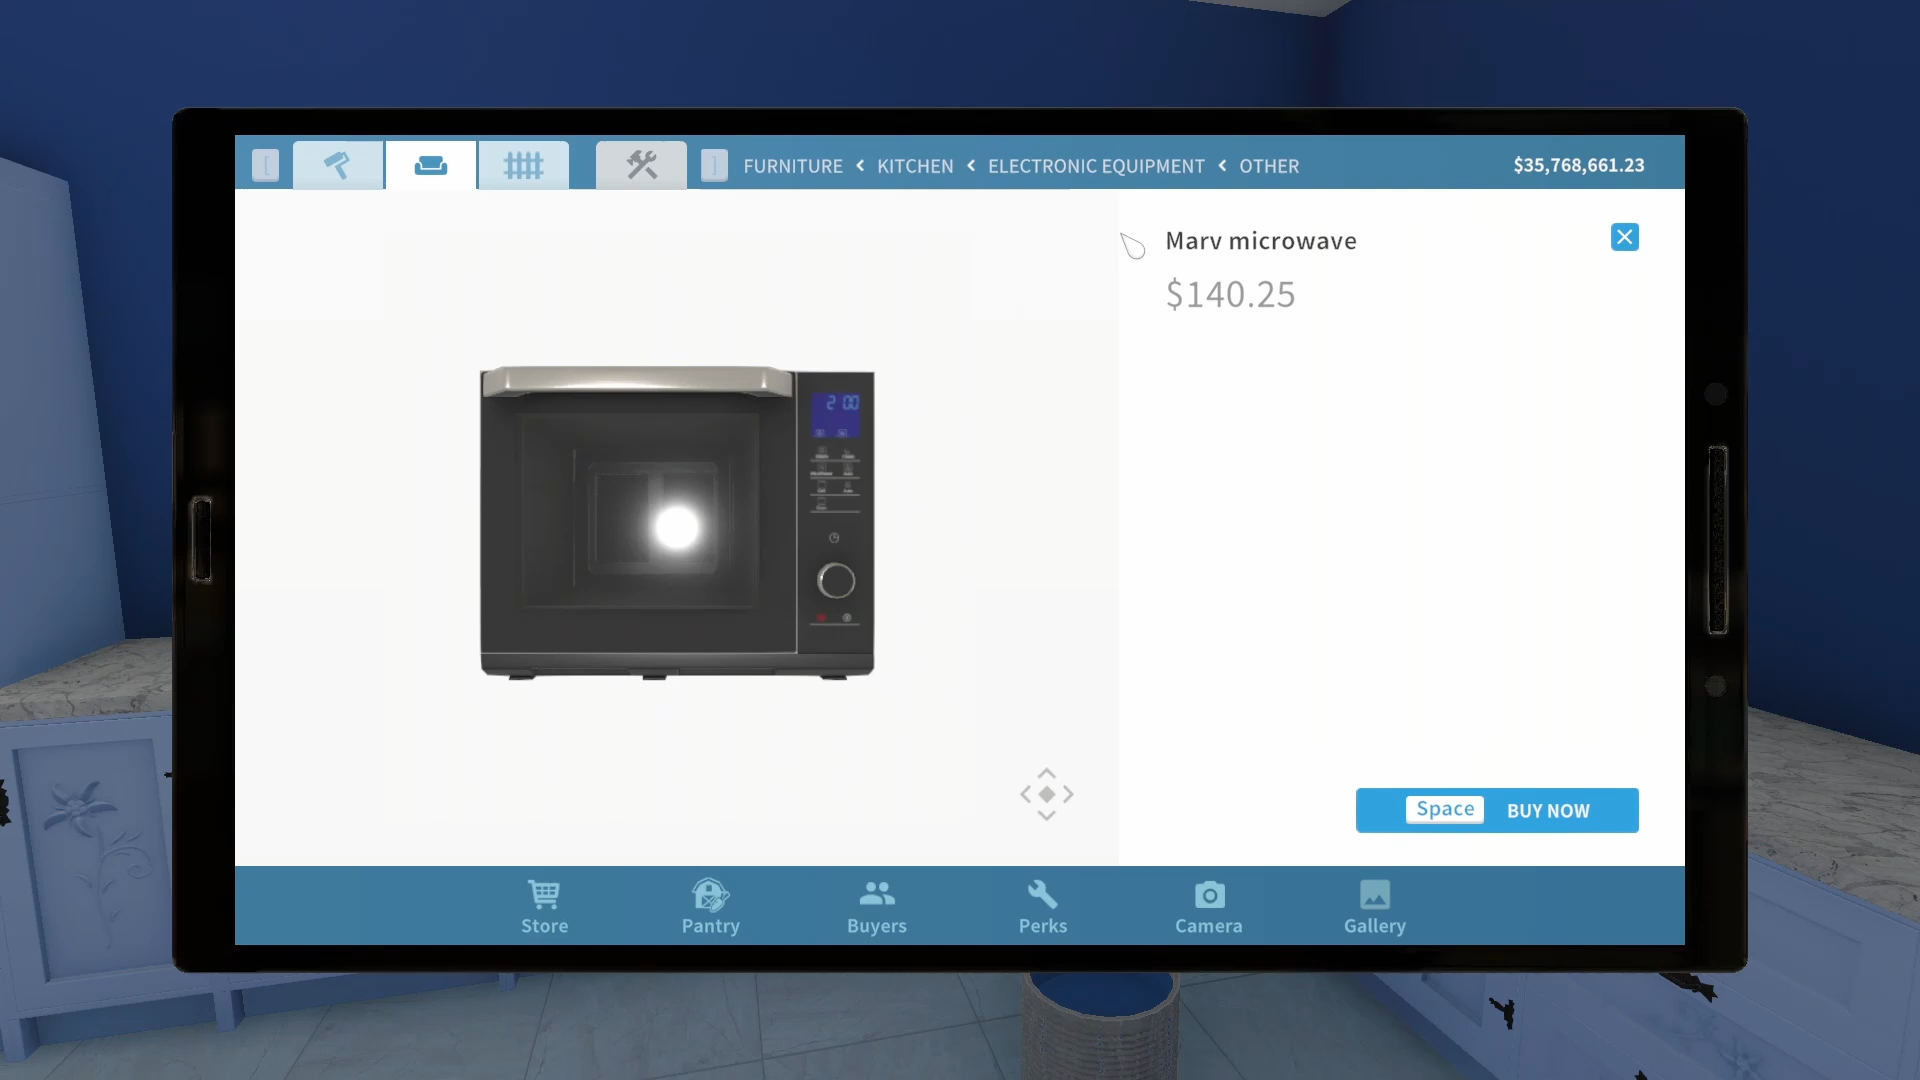 [
]
FURNITURE < KITCHEN < ELECTRONIC EQUIPMENT < OTHER
$35,768,661.23
Marv microwave
$140.25
2 00
Space BUY NOW
Store
Pantry
Buyers
Perks
Camera
Gallery